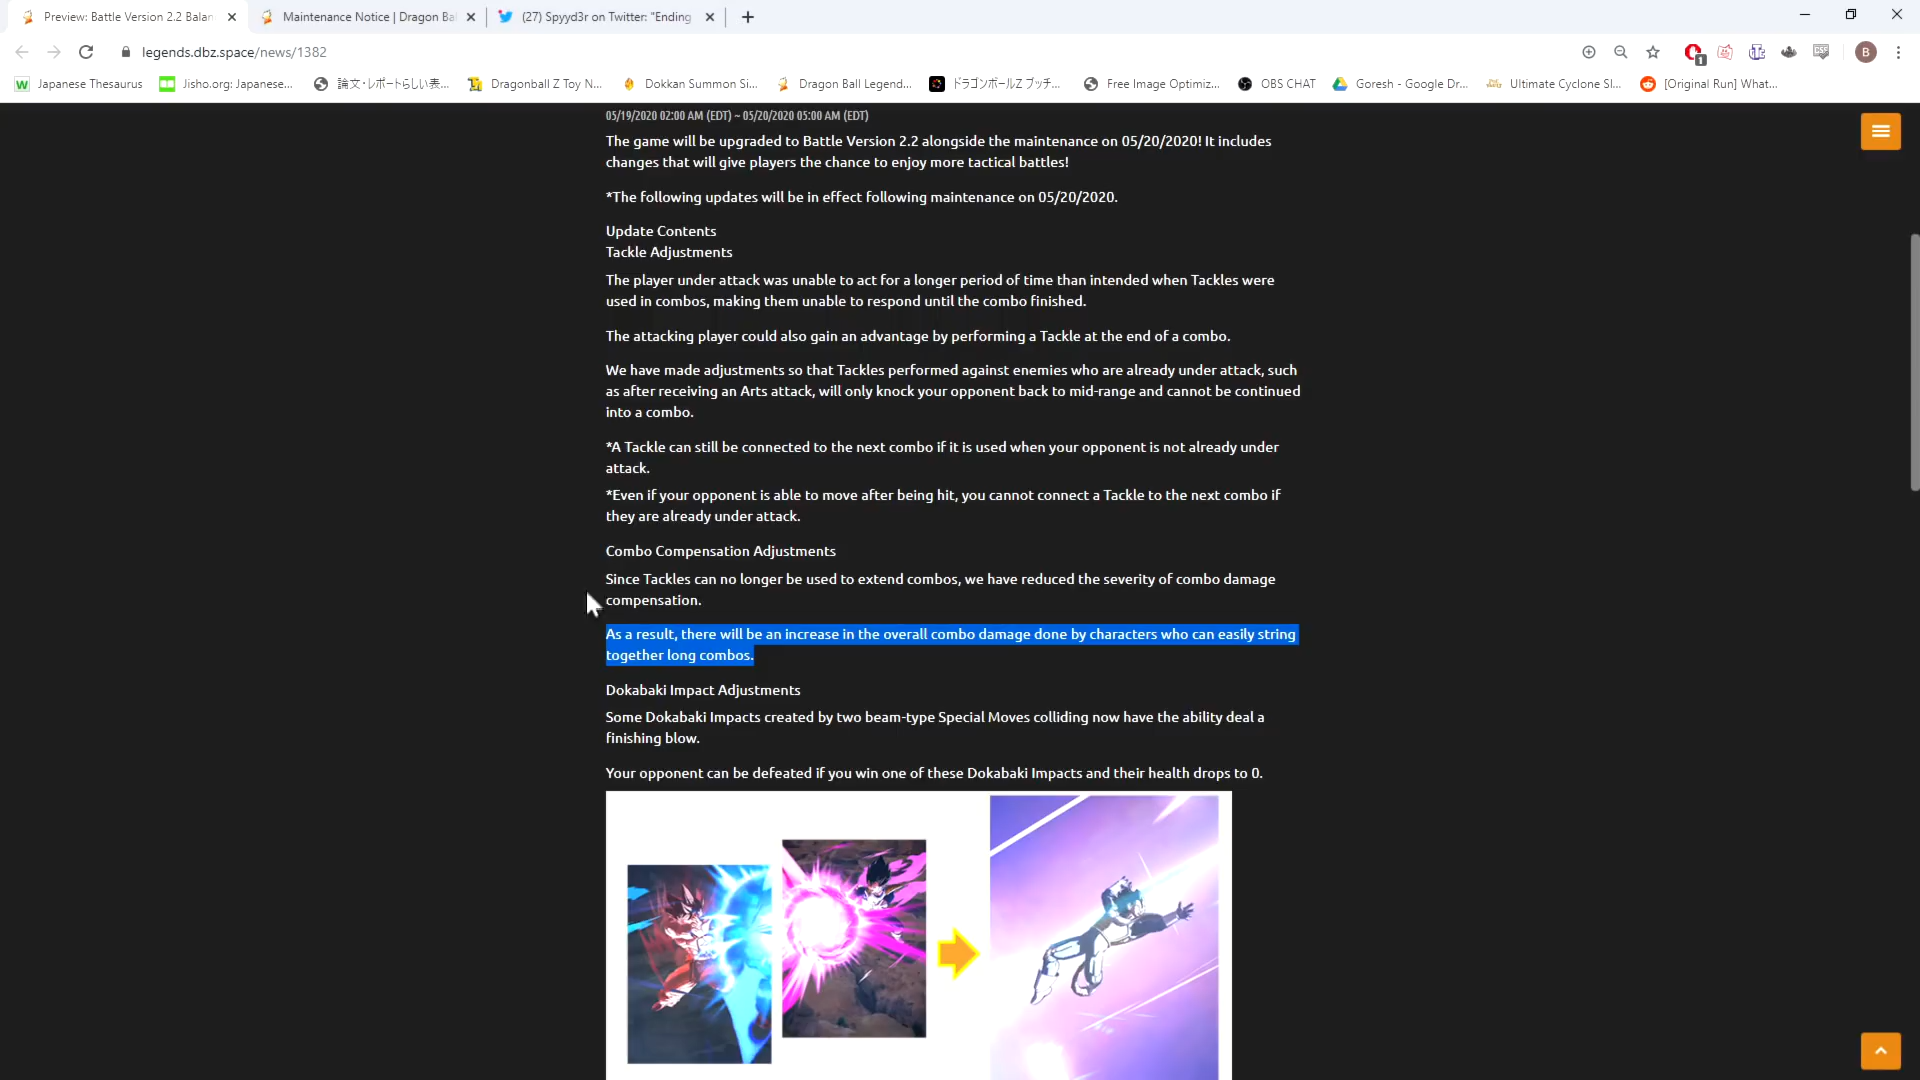 Preview: Battle Version 2.2 Balan
Maintenance Notice | Dragon Bal
(27) Spyyd3r on Twitter: "Ending
legends.dbz.space/news/1382
1
B
Japanese Thesaurus
Jisho.org: Japanese...
論文・レポートらしい表...
Dragonball Z Toy N...
Dokkan Summon Si...
Dragon Ball Legend...
ドラゴンボールZ ブッチ...
Free Image Optimiz...
OBS CHAT
Goresh - Google Dr...
Ultimate Cyclone Sl...
[Original Run] What...
05/19/2020 02:00 AM (EDT) ~ 05/20/2020 05:00 AM (EDT)
The game will be upgraded to Battle Version 2.2 alongside the maintenance on 05/20/2020! It includes
changes that will give players the chance to enjoy more tactical battles!
*The following updates will be in effect following maintenance on 05/20/2020.
Update Contents
Tackle Adjustments
The player under attack was unable to act for a longer period of time than intended when Tackles were
used in combos, making them unable to respond until the combo finished.
The attacking player could also gain an advantage by performing a Tackle at the end of a combo.
We have made adjustments so that Tackles performed against enemies who are already under attack, such
as after receiving an Arts attack, will only knock your opponent back to mid-range and cannot be continued
into a combo.
*A Tackle can still be connected to the next combo if it is used when your opponent is not already under
attack.
*Even if your opponent is able to move after being hit, you cannot connect a Tackle to the next combo if
they are already under attack.
Combo Compensation Adjustments
Since Tackles can no longer be used to extend combos, we have reduced the severity of combo damage
compensation.
As a result, there will be an increase in the overall combo damage done by characters who can easily string
together long combos.
Dokabaki Impact Adjustments
Some Dokabaki Impacts created by two beam-type Special Moves colliding now have the ability deal a
finishing blow.
Your opponent can be defeated if you win one of these Dokabaki Impacts and their health drops to 0.